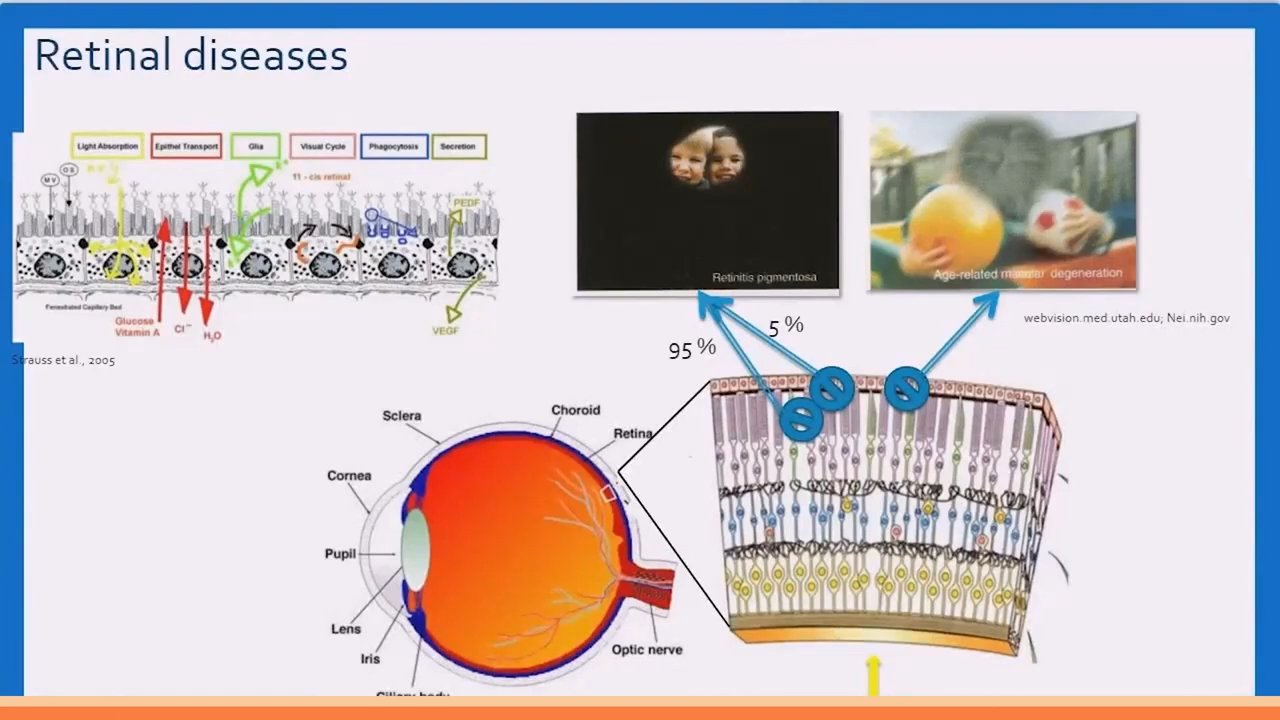 Retinal diseases
Light Absorption
Epithel Transport
Glia
Visual Cycle
Phagocytosis
Secretion
11 - cis retinal
K+
MV
OS
PEDF
Fenestrated Capillary Bed
Glucose
Vitamin A
Cl⁻
H₂O
VEGF
Strauss et al., 2005
Retinitis pigmentosa
Age-related macular degeneration
webvision.med.utah.edu; Nei.nih.gov
5 %
95 %
Sclera
Choroid
Retina
Cornea
Pupil
Lens
Iris
Optic nerve
Ciliary body